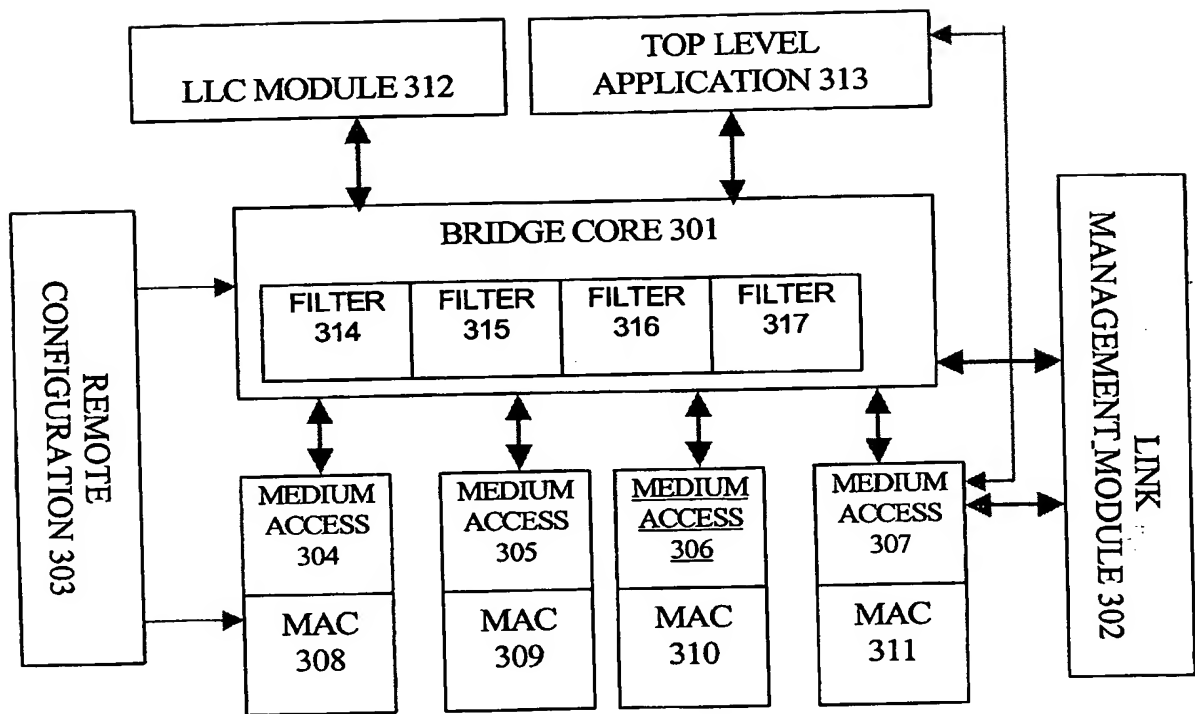 LLC MODULE 312
TOP LEVEL
APPLICATION 313
BRIDGE CORE 301
FILTER
314
FILTER
315
FILTER
316
FILTER
317
REMOTE
CONFIGURATION 303
LINK
MANAGEMENT_MODULE 302
MEDIUM
ACCESS
304
MEDIUM
ACCESS
305
MEDIUM
ACCESS
306
MEDIUM
ACCESS
307
MAC
308
MAC
309
MAC
310
MAC
311